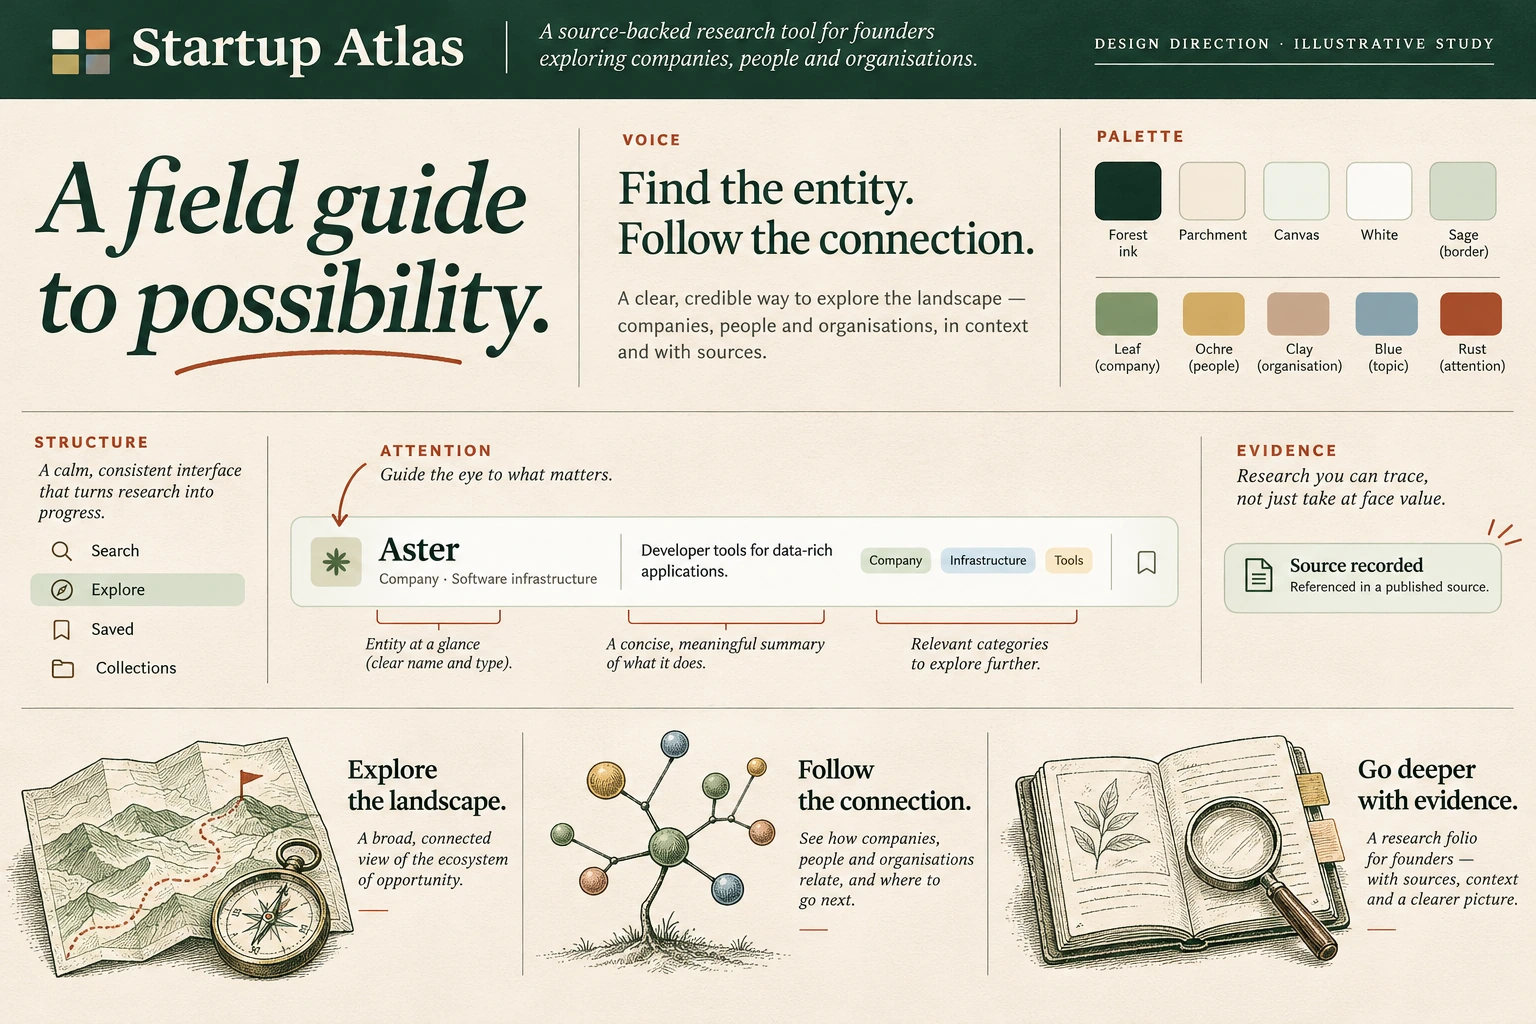 Startup Atlas
A source-backed research tool for founders
exploring companies, people and organisations.
DESIGN DIRECTION · ILLUSTRATIVE STUDY
A field guide
to possibility.
VOICE
Find the entity.
Follow the connection.
A clear, credible way to explore the landscape —
companies, people and organisations, in context
and with sources.
PALETTE
Forest
ink
Parchment
Canvas
White
Sage
(border)
Leaf
(company)
Ochre
(people)
Clay
(organisation)
Blue
(topic)
Rust
(attention)
STRUCTURE
A calm, consistent interface
that turns research into
progress.
Search
Explore
Saved
Collections
ATTENTION
Guide the eye to what matters.
Aster
Company · Software infrastructure
Developer tools for data-rich
applications.
Company
Infrastructure
Tools
Entity at a glance
(clear name and type).
A concise, meaningful summary
of what it does.
Relevant categories
to explore further.
EVIDENCE
Research you can trace,
not just take at face value.
Source recorded
Referenced in a published source.
Explore
the landscape.
A broad, connected
view of the ecosystem
of opportunity.
Follow
the connection.
See how companies,
people and organisations
relate, and where to
go next.
Go deeper
with evidence.
A research folio
for founders —
with sources, context
and a clearer picture.